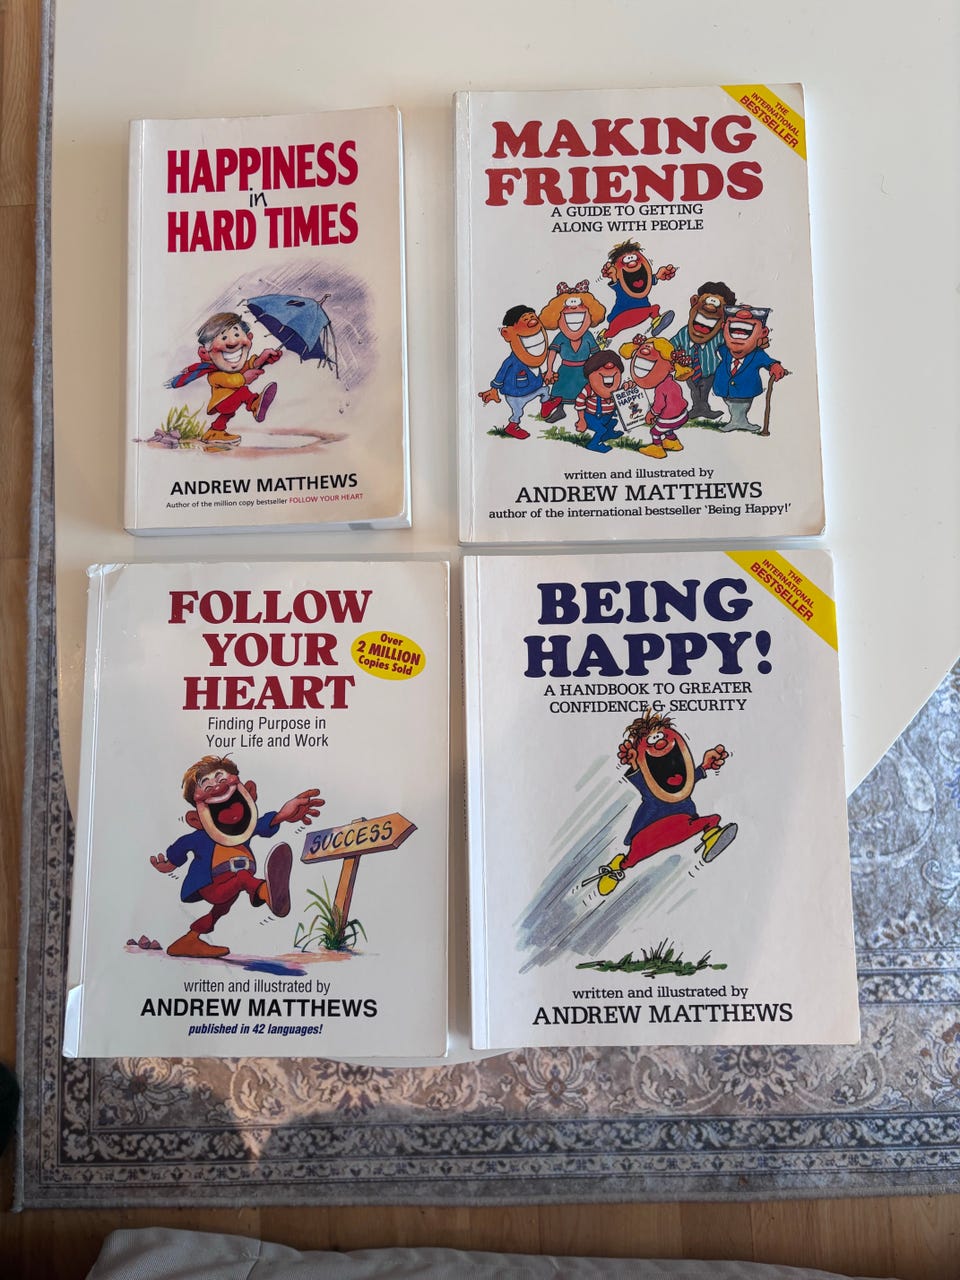 HAPPINESS
in
HARD TIMES
ANDREW MATTHEWS
Author of the million copy bestseller FOLLOW YOUR HEART
THE
INTERNATIONAL
BESTSELLER
MAKING
FRIENDS
A GUIDE TO GETTING
ALONG WITH PEOPLE
BEING
HAPPY!
written and illustrated by
ANDREW MATTHEWS
author of the international bestseller 'Being Happy!'
FOLLOW
YOUR
HEART
Over
2 MILLION
Copies Sold
Finding Purpose in
Your Life and Work
SUCCESS
written and illustrated by
ANDREW MATTHEWS
published in 42 languages!
THE
INTERNATIONAL
BESTSELLER
BEING
HAPPY!
A HANDBOOK TO GREATER
CONFIDENCE & SECURITY
written and illustrated by
ANDREW MATTHEWS